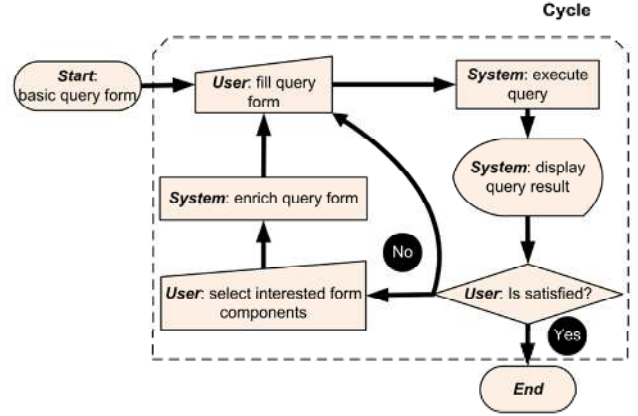 Cycle
Start:
basic query form
User: fill query
form
System: execute
query
System: display
query result
System: enrich query form
No
User: select interested form
components
User: Is satisfied?
Yes
End